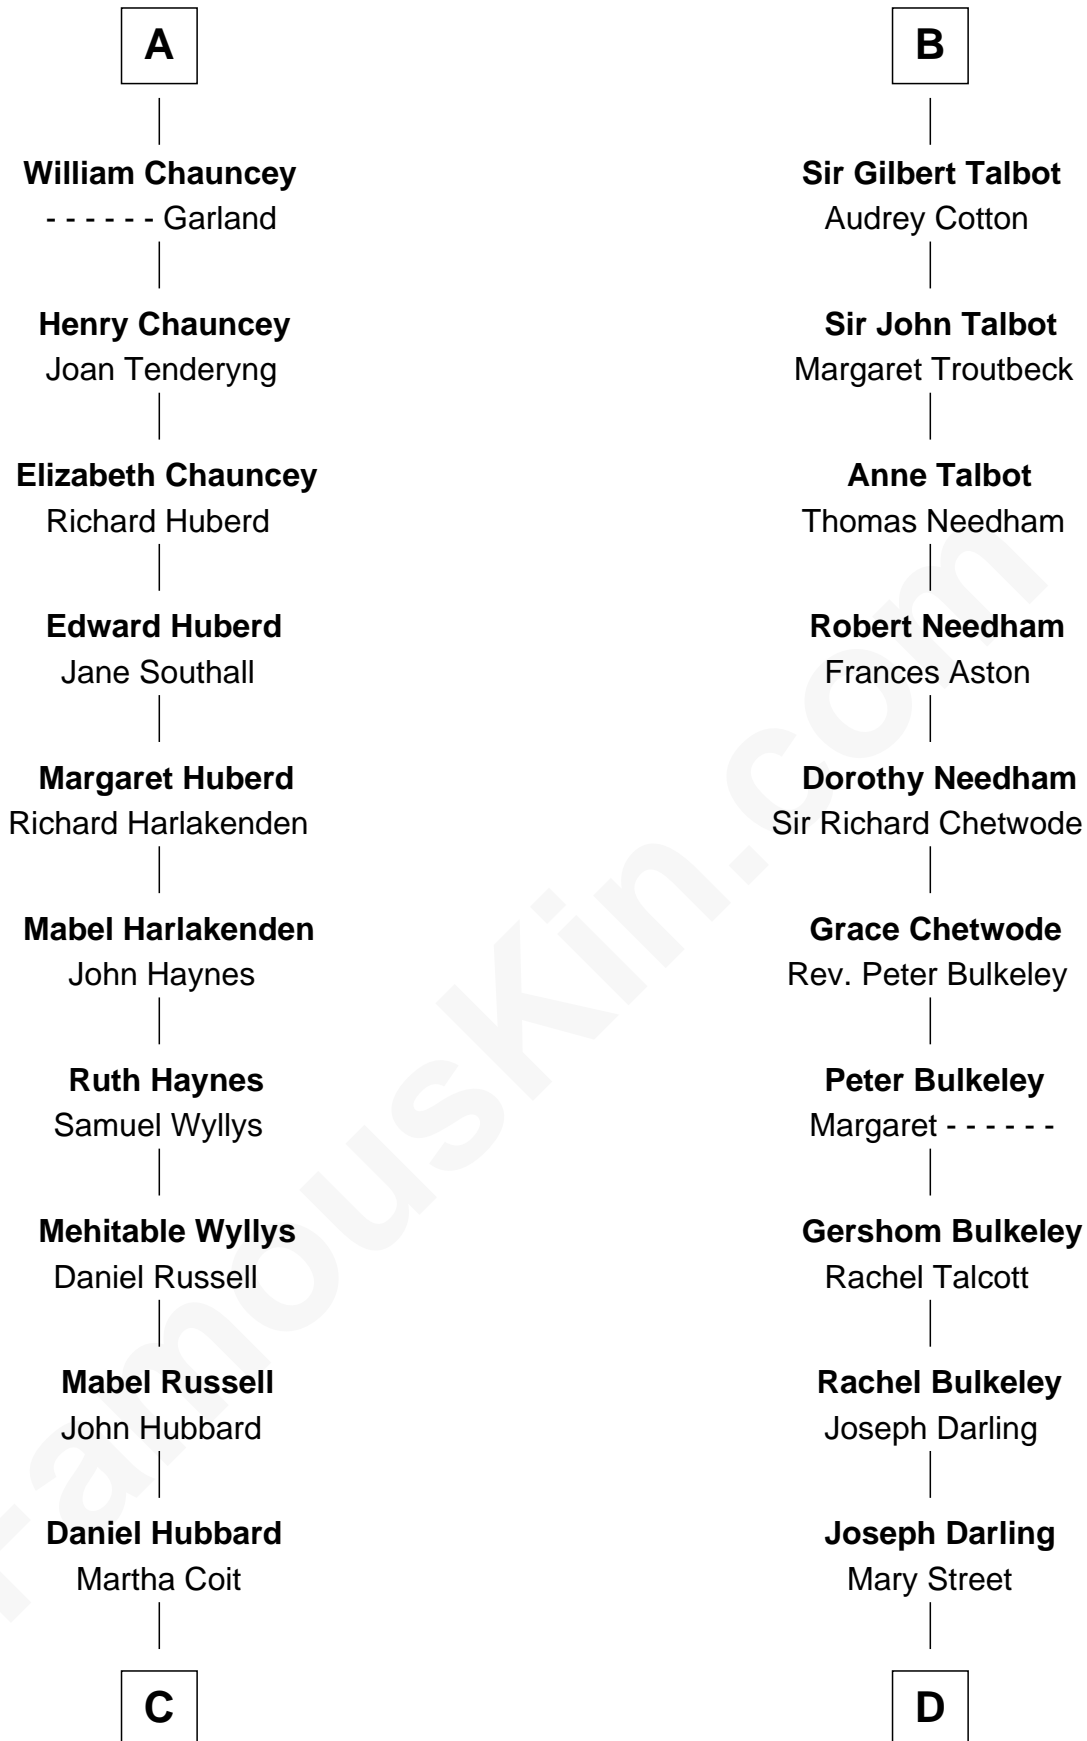 A
William Chauncey
- - - - - - Garland
Henry Chauncey
Joan Tenderyng
Elizabeth Chauncey
Richard Huberd
Edward Huberd
Jane Southall
Margaret Huberd
Richard Harlakenden
Mabel Harlakenden
John Haynes
Ruth Haynes
Samuel Wyllys
Mehitable Wyllys
Daniel Russell
Mabel Russell
John Hubbard
Daniel Hubbard
Martha Coit
C
B
Sir Gilbert Talbot
Audrey Cotton
Sir John Talbot
Margaret Troutbeck
Anne Talbot
Thomas Needham
Robert Needham
Frances Aston
Dorothy Needham
Sir Richard Chetwode
Grace Chetwode
Rev. Peter Bulkeley
Peter Bulkeley
Margaret - - - - - -
Gershom Bulkeley
Rachel Talcott
Rachel Bulkeley
Joseph Darling
Joseph Darling
Mary Street
D
FamousKin.com